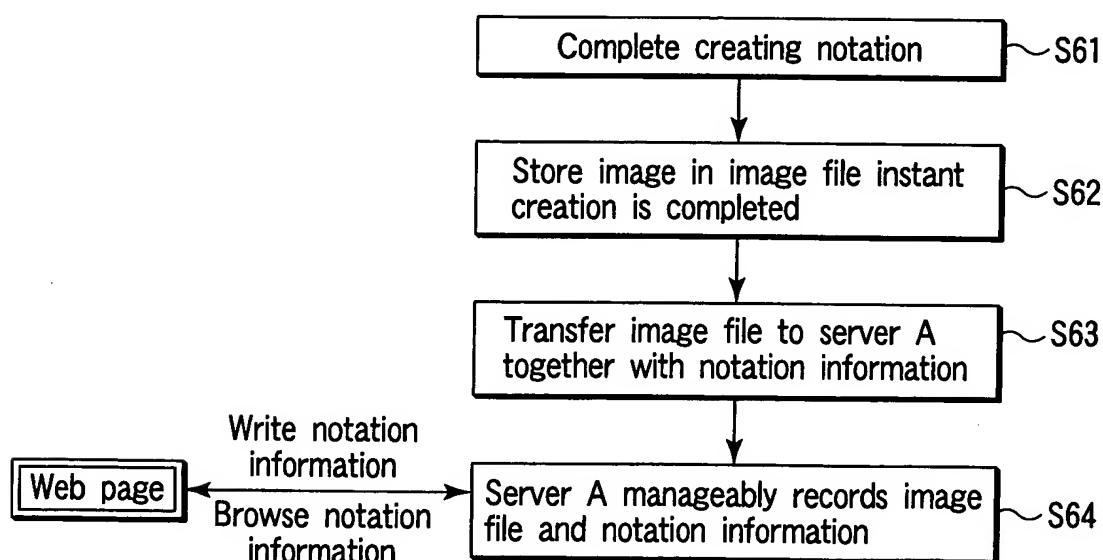 Complete creating notation
S61
Store image in image file instant
creation is completed
S62
Transfer image file to server A
together with notation information
S63
Write notation
information
Web page
Browse notation
information
Server A manageably records image
file and notation information
S64